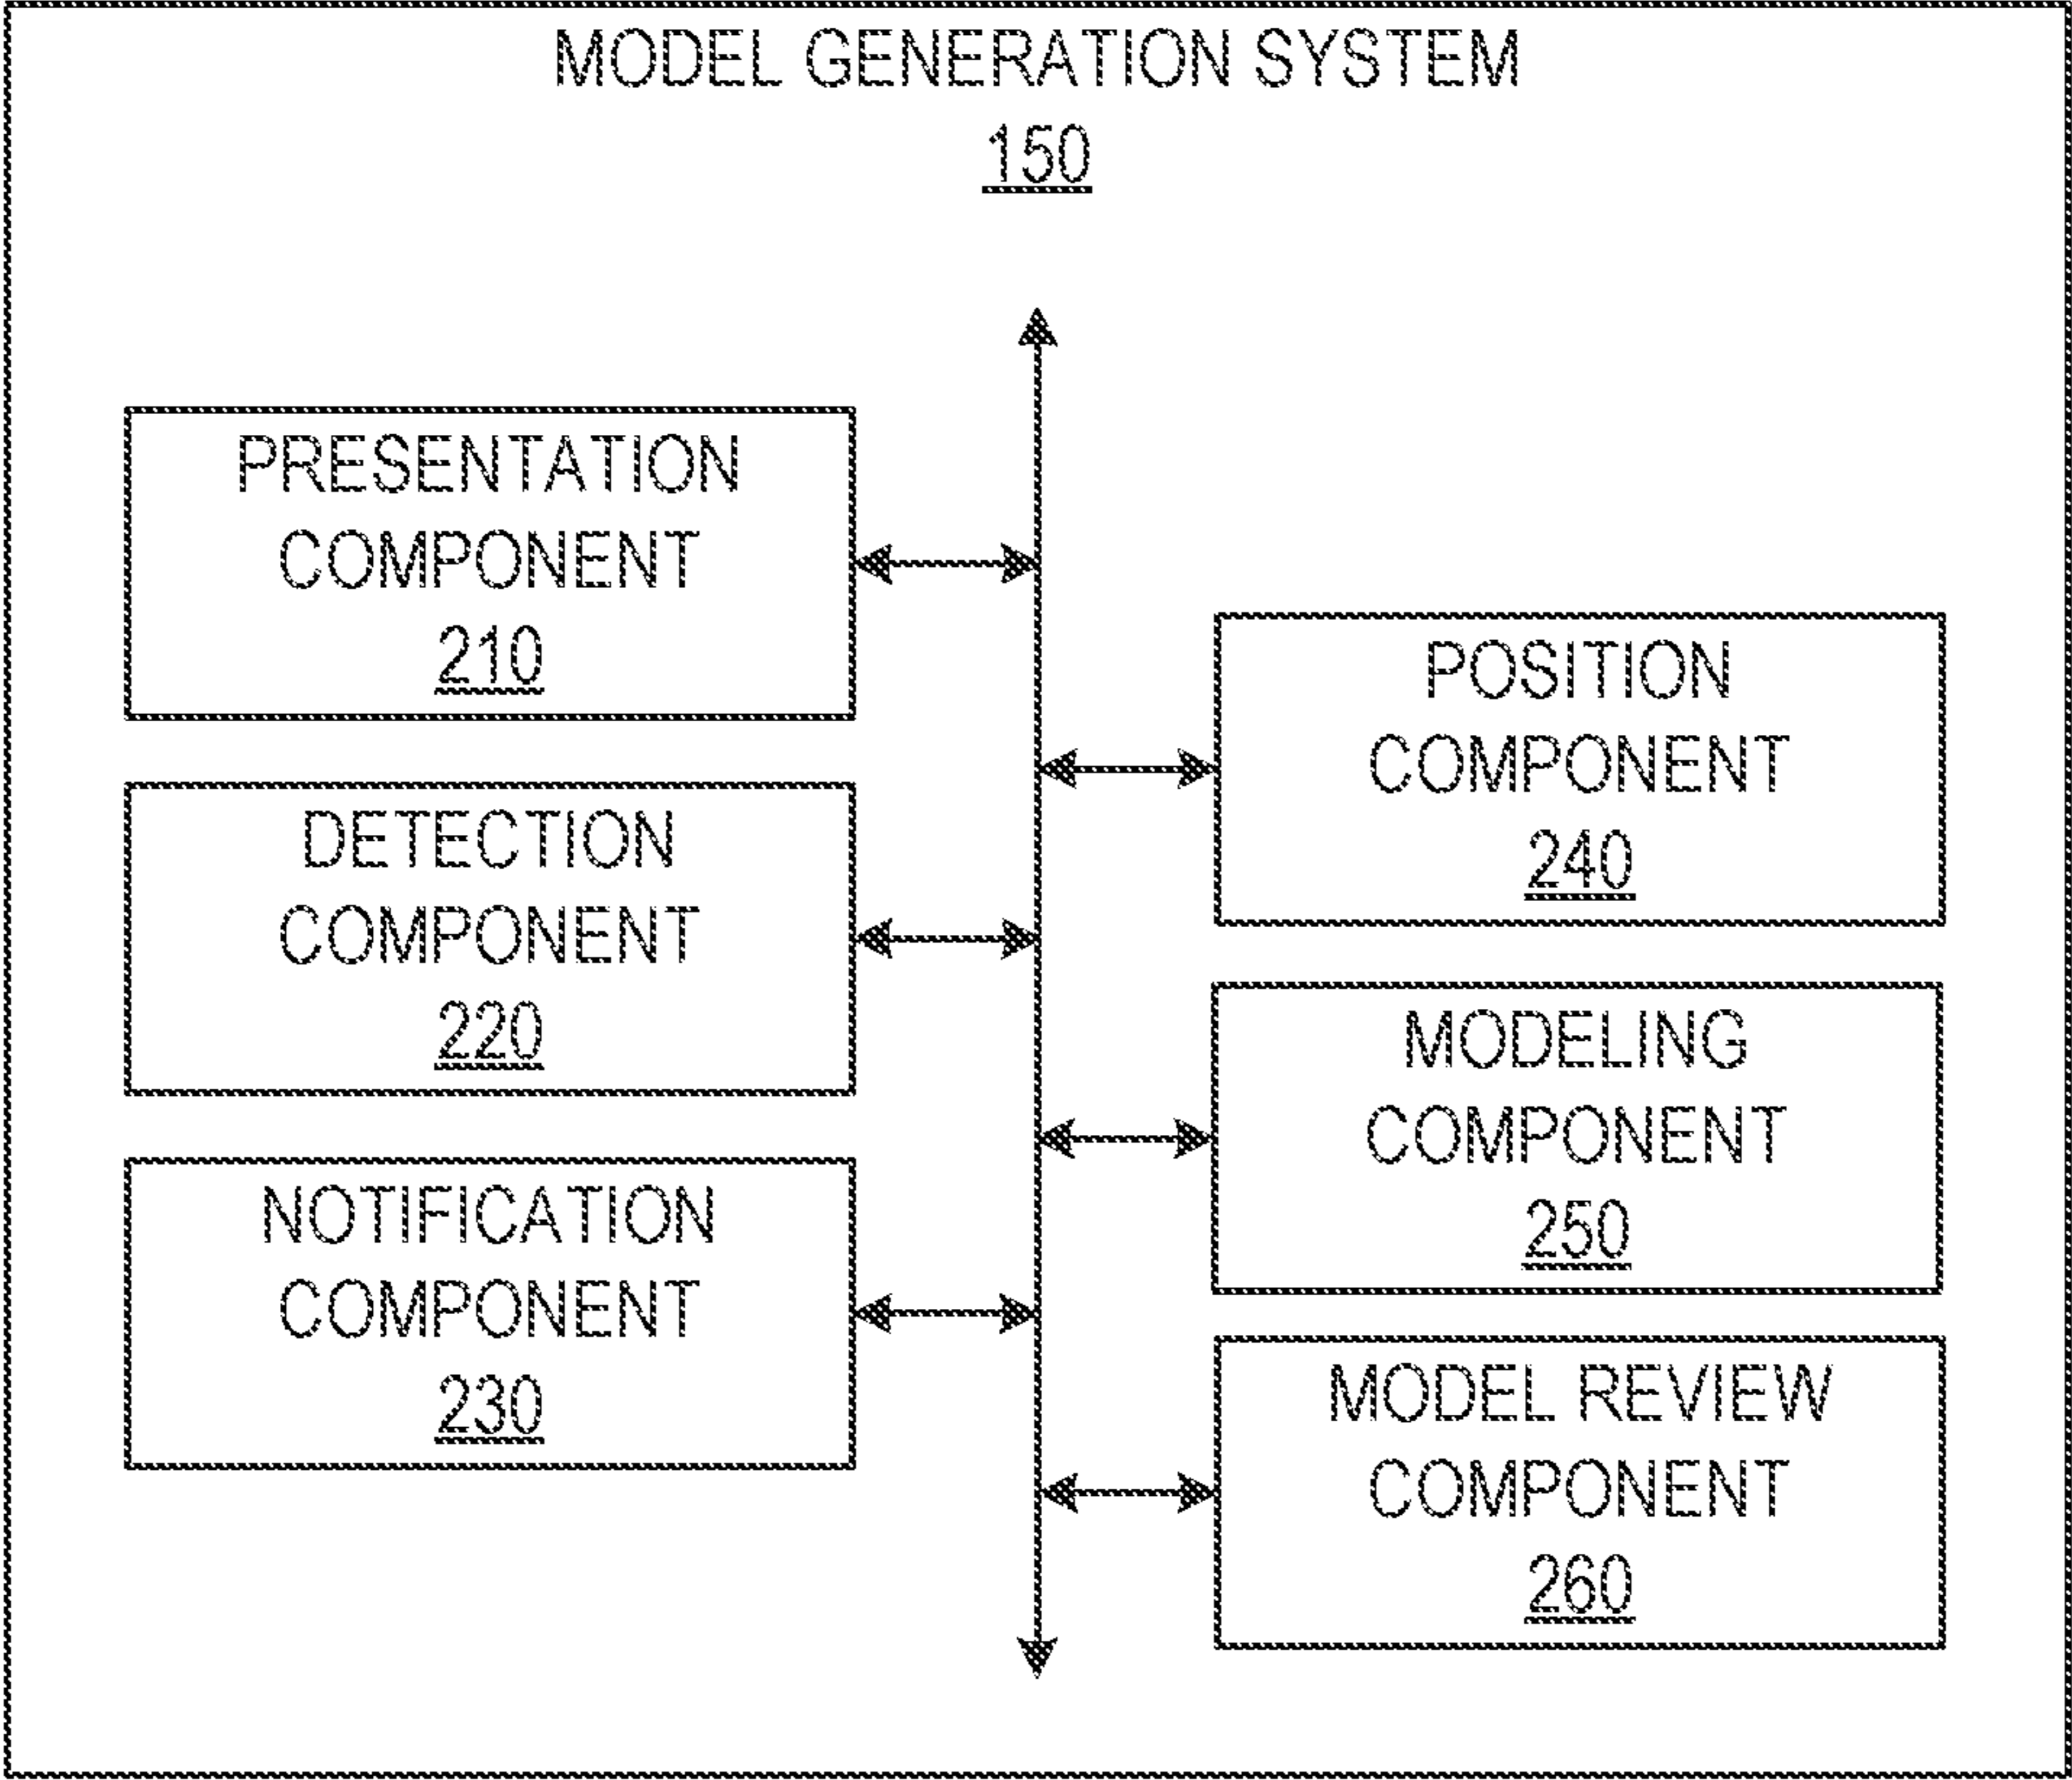 MODEL GENERATION SYSTEM
150
PRESENTATION
COMPONENT
210
DETECTION
COMPONENT
220
NOTIFICATION
COMPONENT
230
POSITION
COMPONENT
240
MODELING
COMPONENT
250
MODEL REVIEW
COMPONENT
260